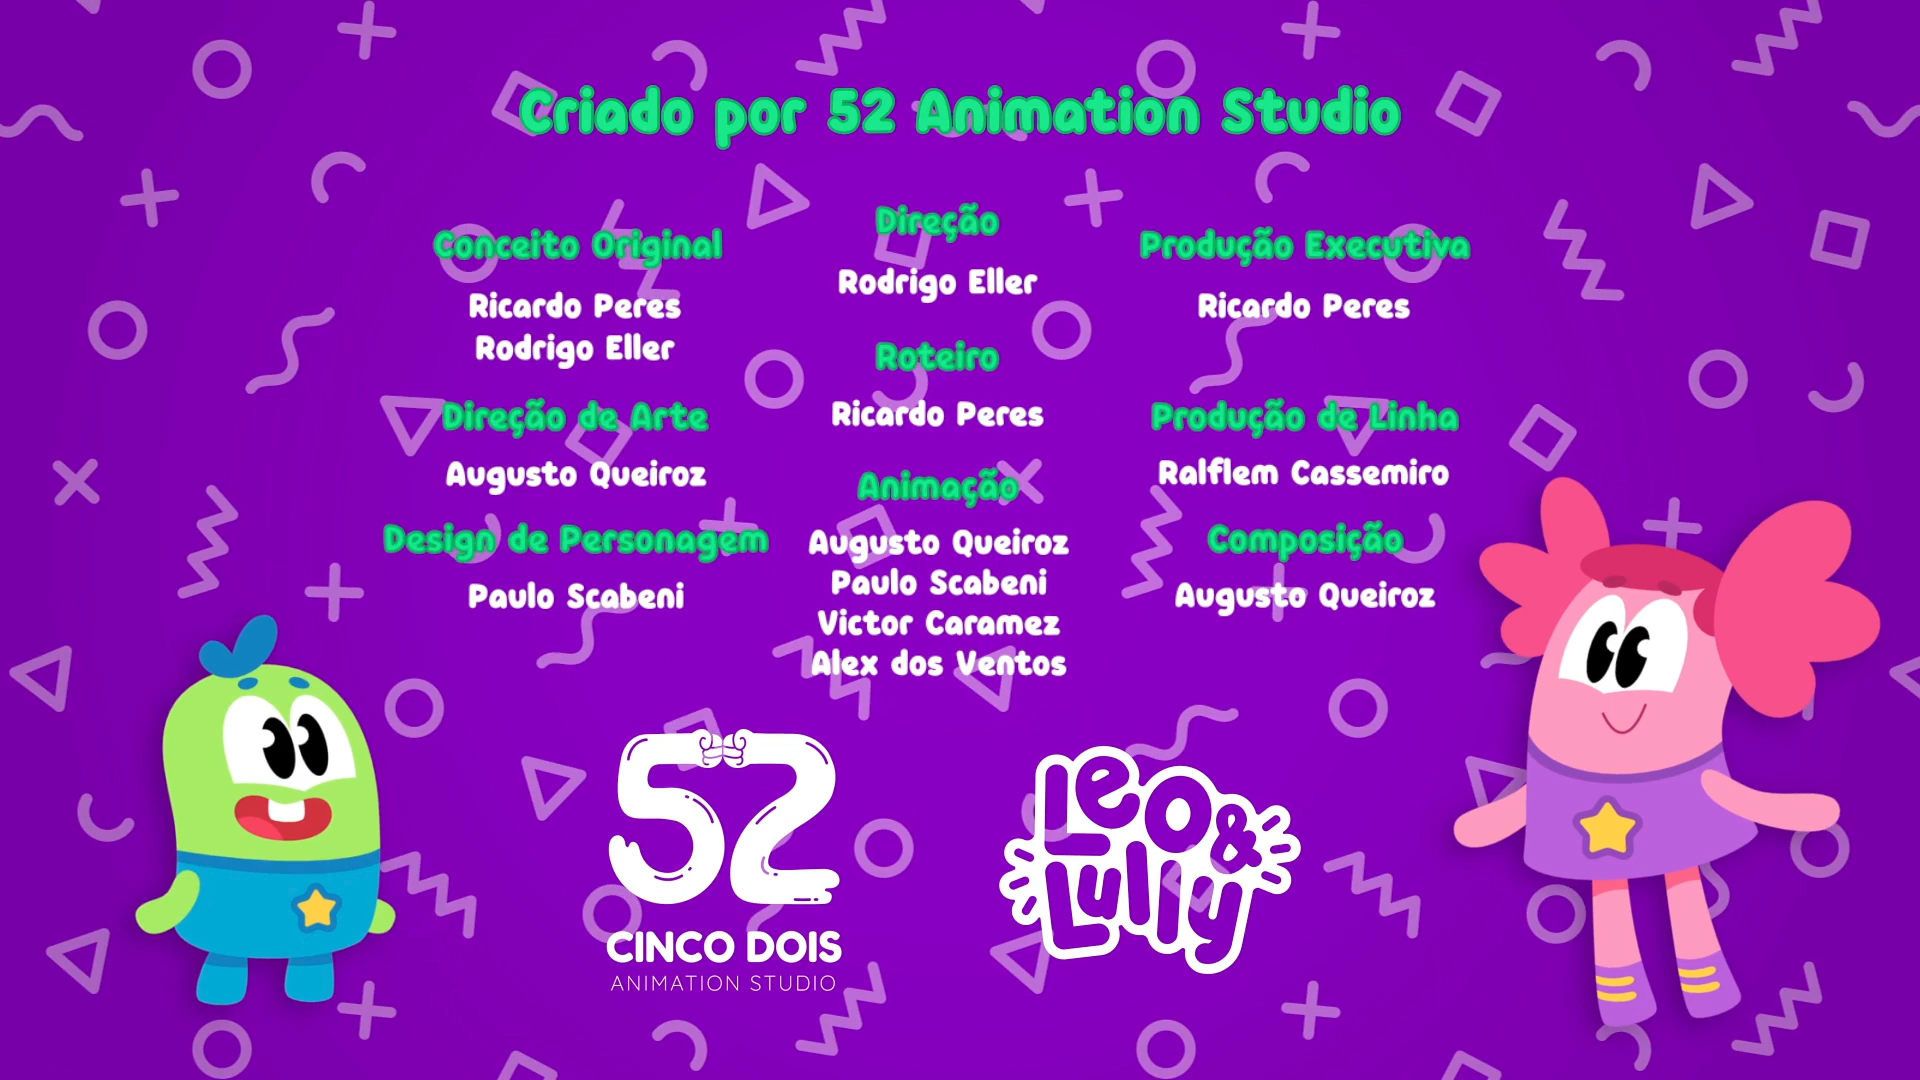 Criado por 52 Animation Studio
Conceito Original
Ricardo Peres
Rodrigo Eller
Direção de Arte
Augusto Queiroz
Design de Personagem
Paulo Scabeni
Direção
Rodrigo Eller
Roteiro
Ricardo Peres
Animação
Augusto Queiroz
Paulo Scabeni
Victor Caramez
Alex dos Ventos
Produção Executiva
Ricardo Peres
Produção de Linha
Ralflem Cassemiro
Composição
Augusto Queiroz
52
CINCO DOIS
ANIMATION STUDIO
leo &
Lully